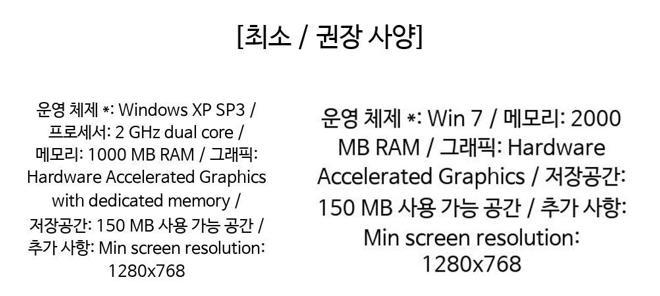 [최소 / 권장 사양]
운영 체제 *: Windows XP SP3 /
프로세서: 2 GHz dual core /
메모리: 1000 MB RAM / 그래픽:
Hardware Accelerated Graphics
with dedicated memory /
저장공간: 150 MB 사용 가능 공간 /
추가 사항: Min screen resolution:
1280x768
운영 체제 *: Win 7 / 메모리: 2000
MB RAM / 그래픽: Hardware
Accelerated Graphics / 저장공간:
150 MB 사용 가능 공간 / 추가 사항:
Min screen resolution:
1280x768